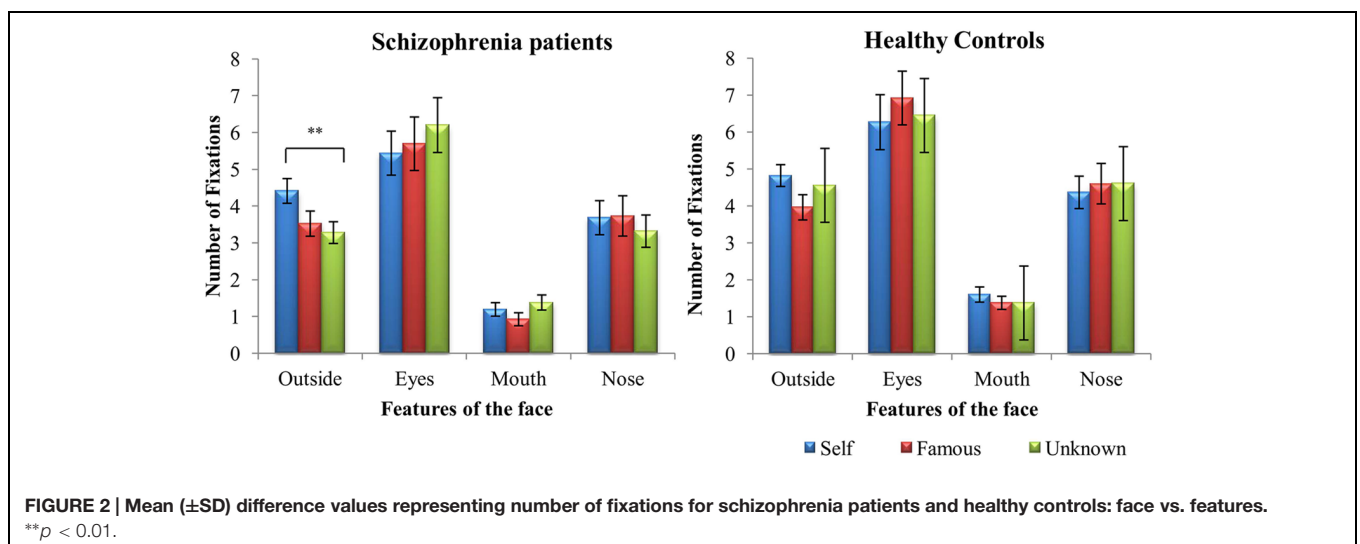 Schizophrenia patients
8
7
6
5
4
3
2
1
0
Number of Fixations
**
Outside Eyes Mouth Nose
Features of the face
Healthy Controls
8
7
6
5
4
3
2
1
0
Number of Fixations
Outside Eyes Mouth Nose
Features of the face
Self Famous Unknown
FIGURE 2 | Mean (±SD) difference values representing number of fixations for schizophrenia patients and healthy controls: face vs. features.
**p < 0.01.